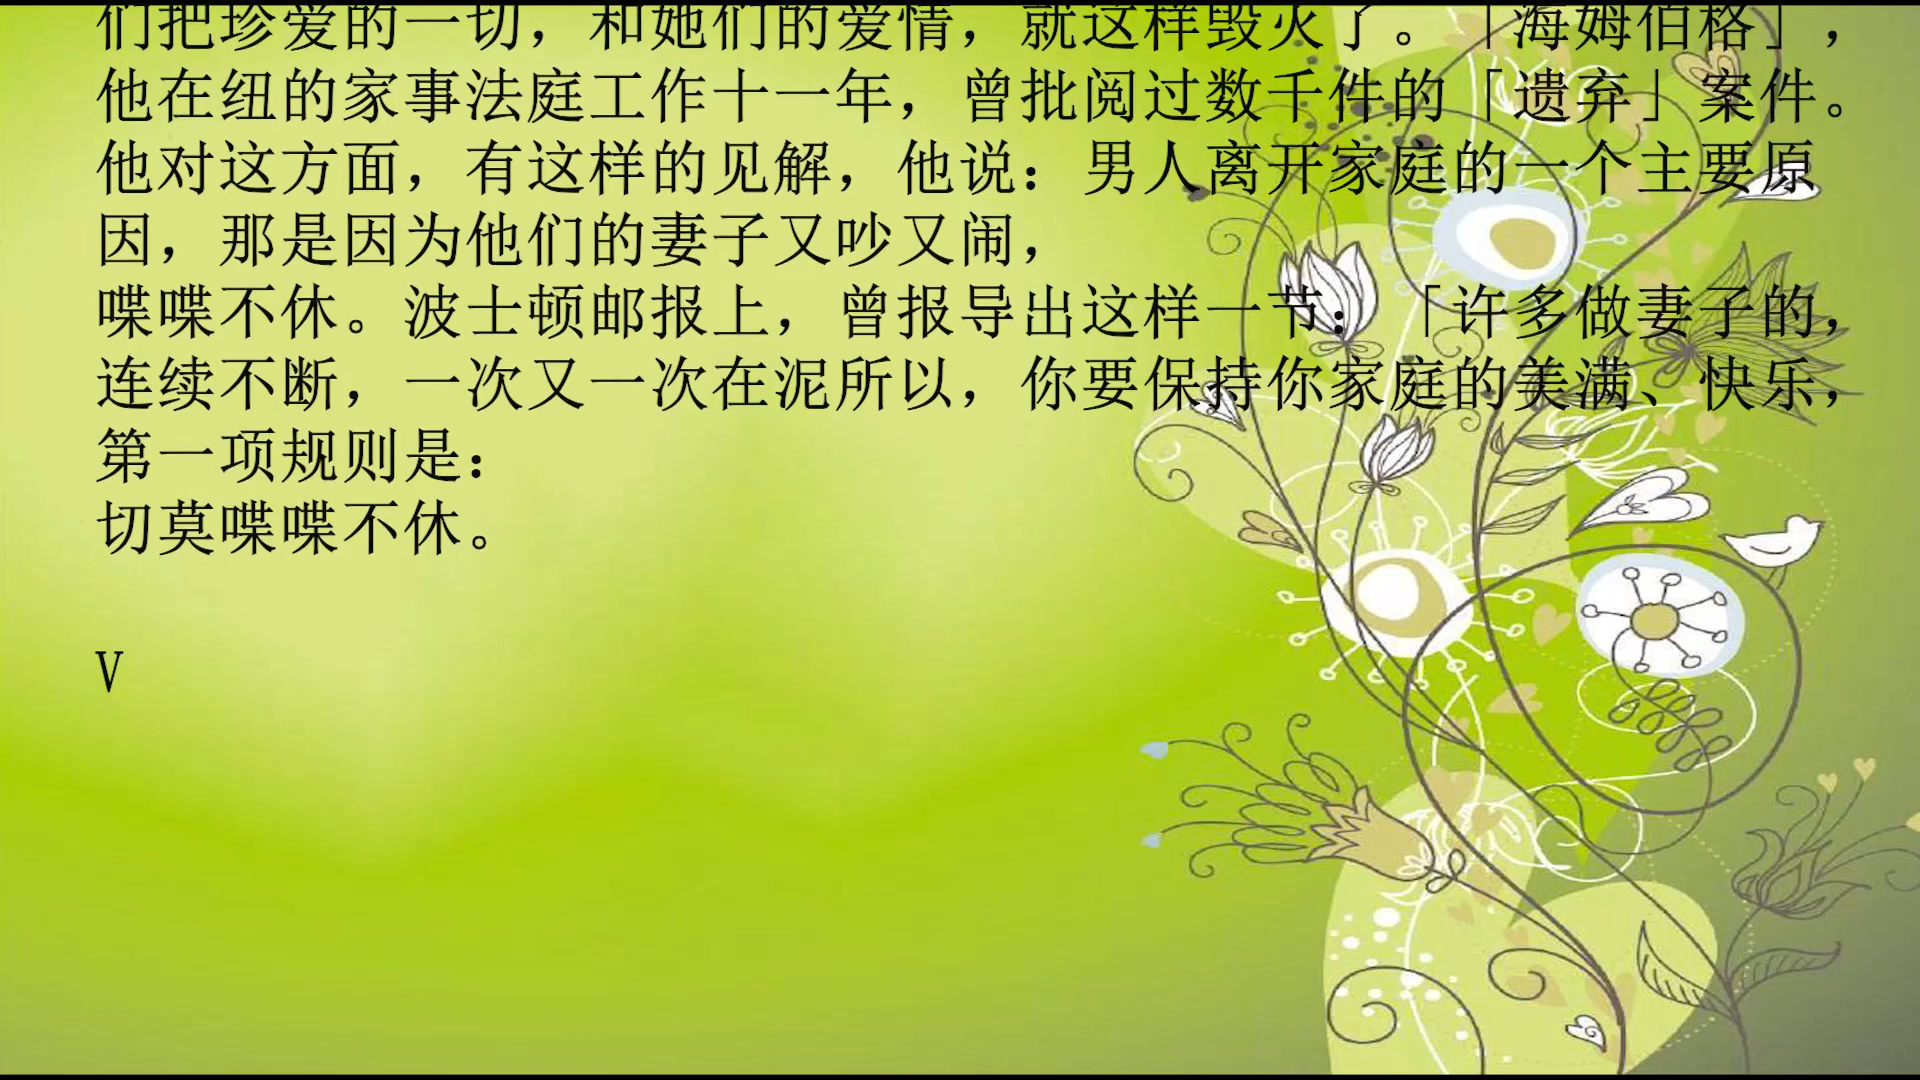 们把珍爱的一切，和她们的爱情，就这样毁灭了。「海姆伯格」，
他在纽的家事法庭工作十一年，曾批阅过数千件的「遗弃」案件。
他对这方面，有这样的见解，他说：男人离开家庭的一个主要原
因，那是因为他们的妻子又吵又闹，
喋喋不休。波士顿邮报上，曾报导出这样一节：「许多做妻子的，
连续不断，一次又一次在泥所以，你要保持你家庭的美满、快乐，
第一项规则是：
切莫喋喋不休。
V